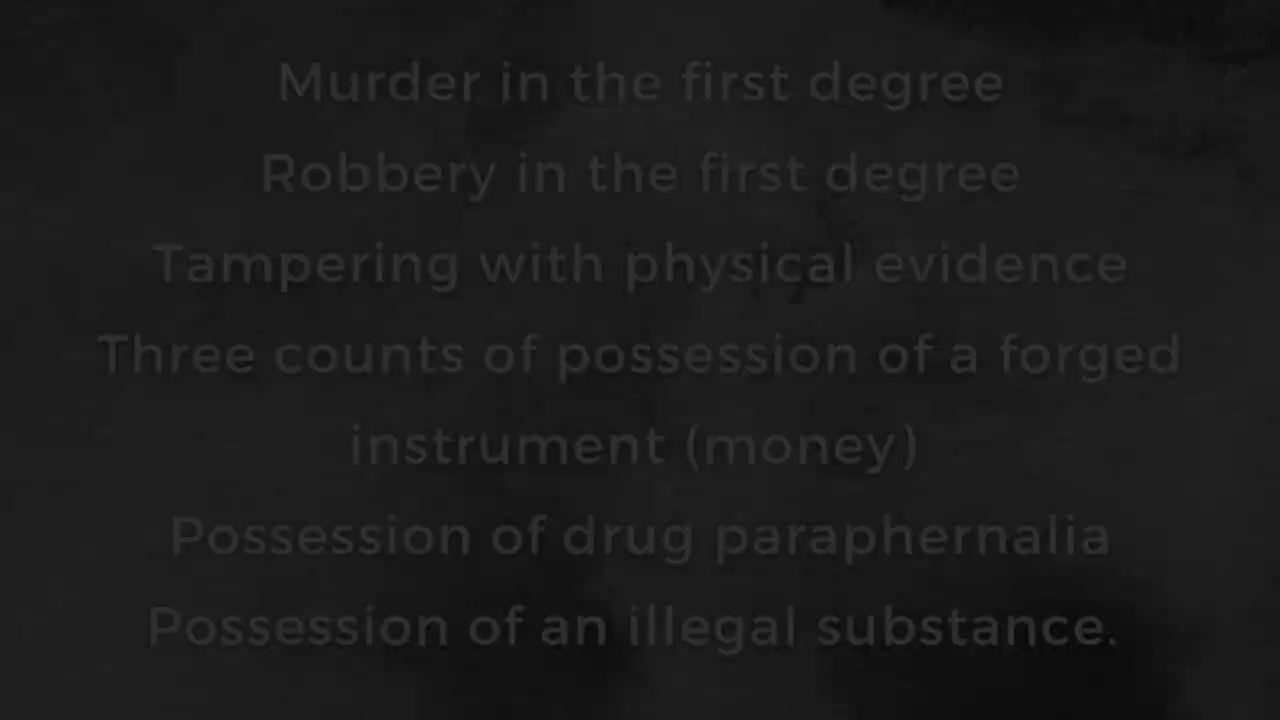 Murder in the first degree
Robbery in the first degree
Tampering with physical evidence
Three counts of possession of a forged
instrument (money)
Possession of drug paraphernalia
Possession of an illegal substance.